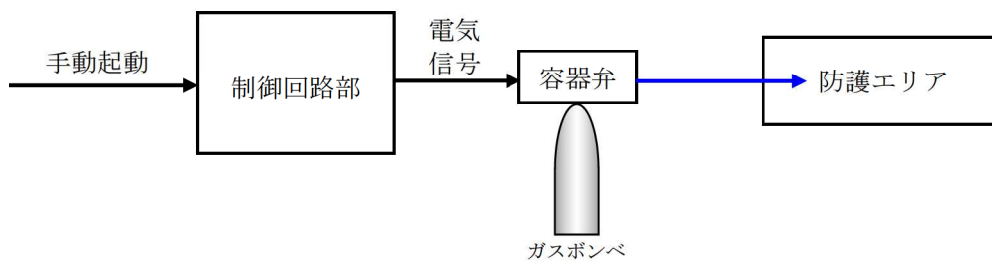 手動起動
制御回路部
電気
信号
容器弁
防護エリア
ガスボンベ